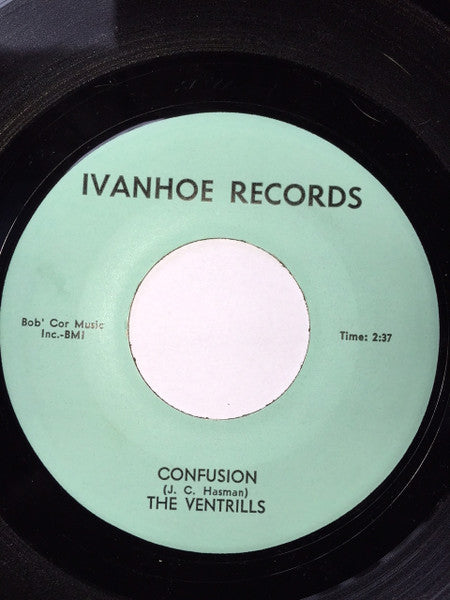 IVANHOE RECORDS
Bob' Cor Music
Inc.-BMI
Time: 2:37
CONFUSION
(J. C. Hasman)
THE VENTRILLS